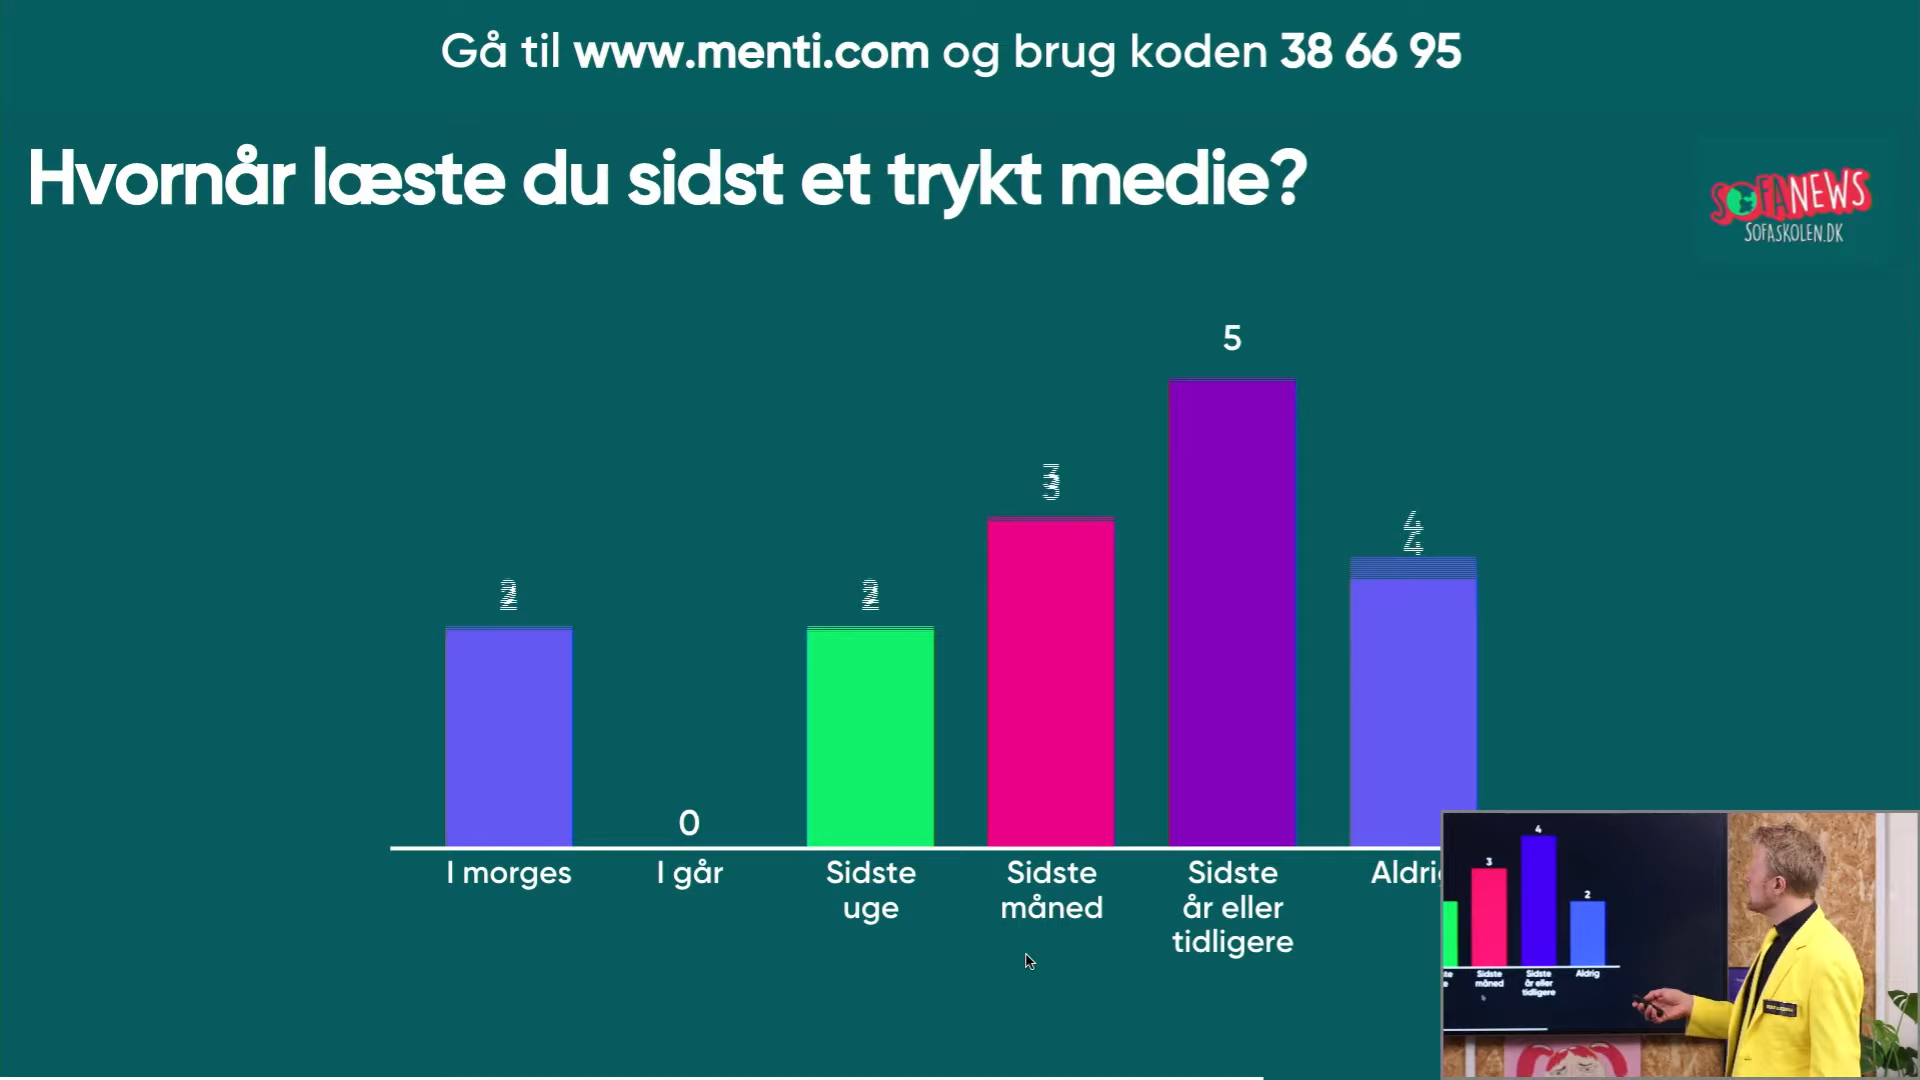 Gå til www.menti.com og brug koden 38 66 95
Hvornår læste du sidst et trykt medie?
SOFANEWS
SOFASKOLEN.DK
5
3
4
2
2
0
I morges
I går
Sidste
uge
Sidste
måned
Sidste
år eller
tidligere
4
3
2
Sidste
måned
Sidste
år eller
tidligere
Aldrig